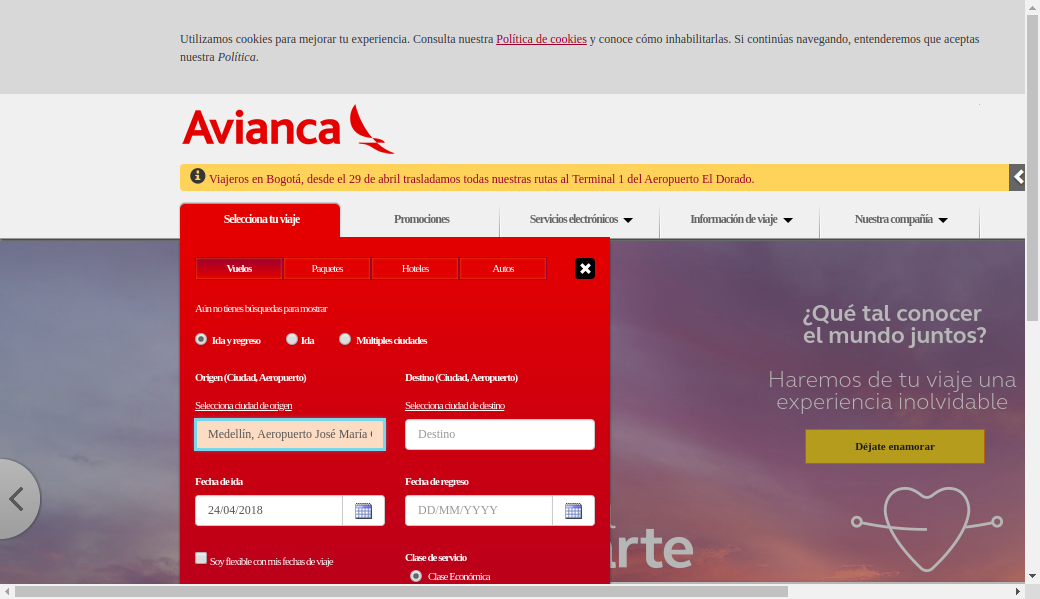 Utilizamos cookies para mejorar tu experiencia. Consulta nuestra Política de cookies y conoce cómo inhabilitarlas. Si continúas navegando, entenderemos que aceptas
nuestra Política.
Avianca
Viajeros en Bogotá, desde el 29 de abril trasladamos todas nuestras rutas al Terminal 1 del Aeropuerto El Dorado.
Selecciona tu viaje
Promociones
Servicios electrónicos
Información de viaje
Nuestra compañía
Vuelos
Paquetes
Hoteles
Autos
Aún no tienes búsquedas para mostrar
Ida y regreso
Ida
Múltiples ciudades
Origen (Ciudad, Aeropuerto)
Destino (Ciudad, Aeropuerto)
Selecciona ciudad de origen
Selecciona ciudad de destino
Medellín, Aeropuerto José María
Destino
Fecha de ida
Fecha de regreso
24/04/2018
DD/MM/YYYY
Soy flexible con mis fechas de viaje
Clase de servicio
Clase Económica
¿Qué tal conocer
el mundo juntos?
Haremos de tu viaje una
experiencia inolvidable
Déjate enamorar
arte